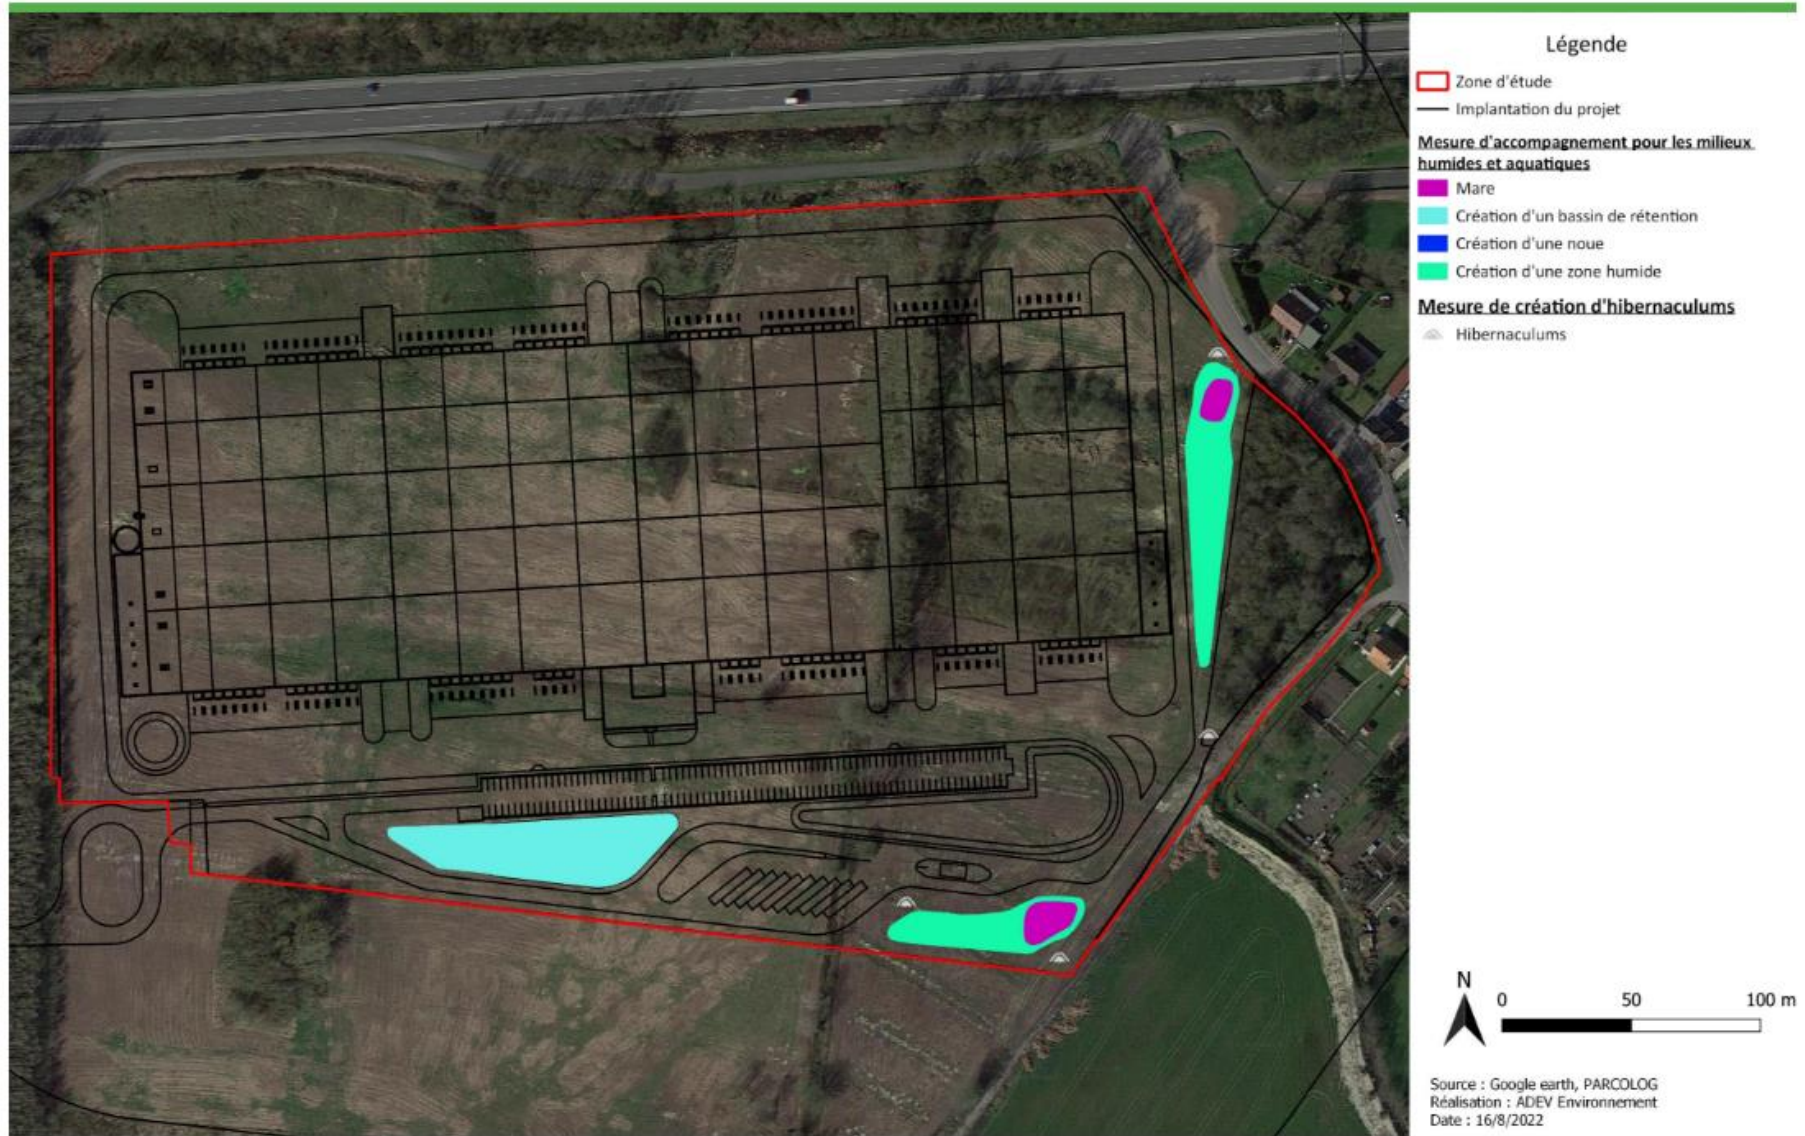 Légende
Zone d'étude
Implantation du projet
Mesure d'accompagnement pour les milieux
humides et aquatiques
Mare
Création d'un bassin de rétention
Création d'une noue
Création d'une zone humide
Mesure de création d'hibernaculums
Hibernaculums
N
0 50 100 m
Source : Google earth, PARCOLOG
Réalisation : ADEV Environnement
Date : 16/8/2022